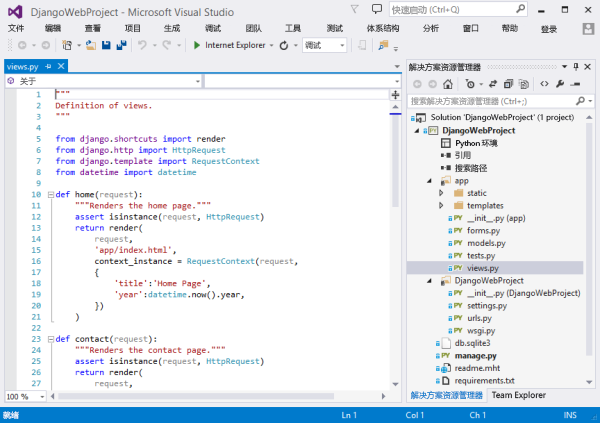 DjangoWebProject - Microsoft Visual Studio
快速启动 (Ctrl+Q)
文件 编辑 查看 项目 生成 调试 团队 工具 测试 体系结构 分析 窗口 帮助 登录
Internet Explorer 调试
views.py
关于
1 """
2 Definition of views.
3 """
4
5 from django.shortcuts import render
6 from django.http import HttpRequest
7 from django.template import RequestContext
8 from datetime import datetime
9
10 def home(request):
11 """Renders the home page."""
12 assert isinstance(request, HttpRequest)
13 return render(
14 request,
15 'app/index.html',
16 context_instance = RequestContext(request,
17 {
18 'title':'Home Page',
19 'year':datetime.now().year,
20 })
21 )
22
23 def contact(request):
24 """Renders the contact page."""
25 assert isinstance(request, HttpRequest)
26 return render(
27 request,
100 %
解决方案资源管理器
搜索解决方案资源管理器 (Ctrl+;)
Solution 'DjangoWebProject' (1 project)
DjangoWebProject
Python 环境
引用
搜索路径
app
static
templates
__init__.py (app)
forms.py
models.py
tests.py
views.py
DjangoWebProject
__init__.py (DjangoWebProject)
settings.py
urls.py
wsgi.py
db.sqlite3
manage.py
readme.mht
requirements.txt
解决方案资源管理器 Team Explorer
就绪 Ln 1 Col 1 Ch 1 INS